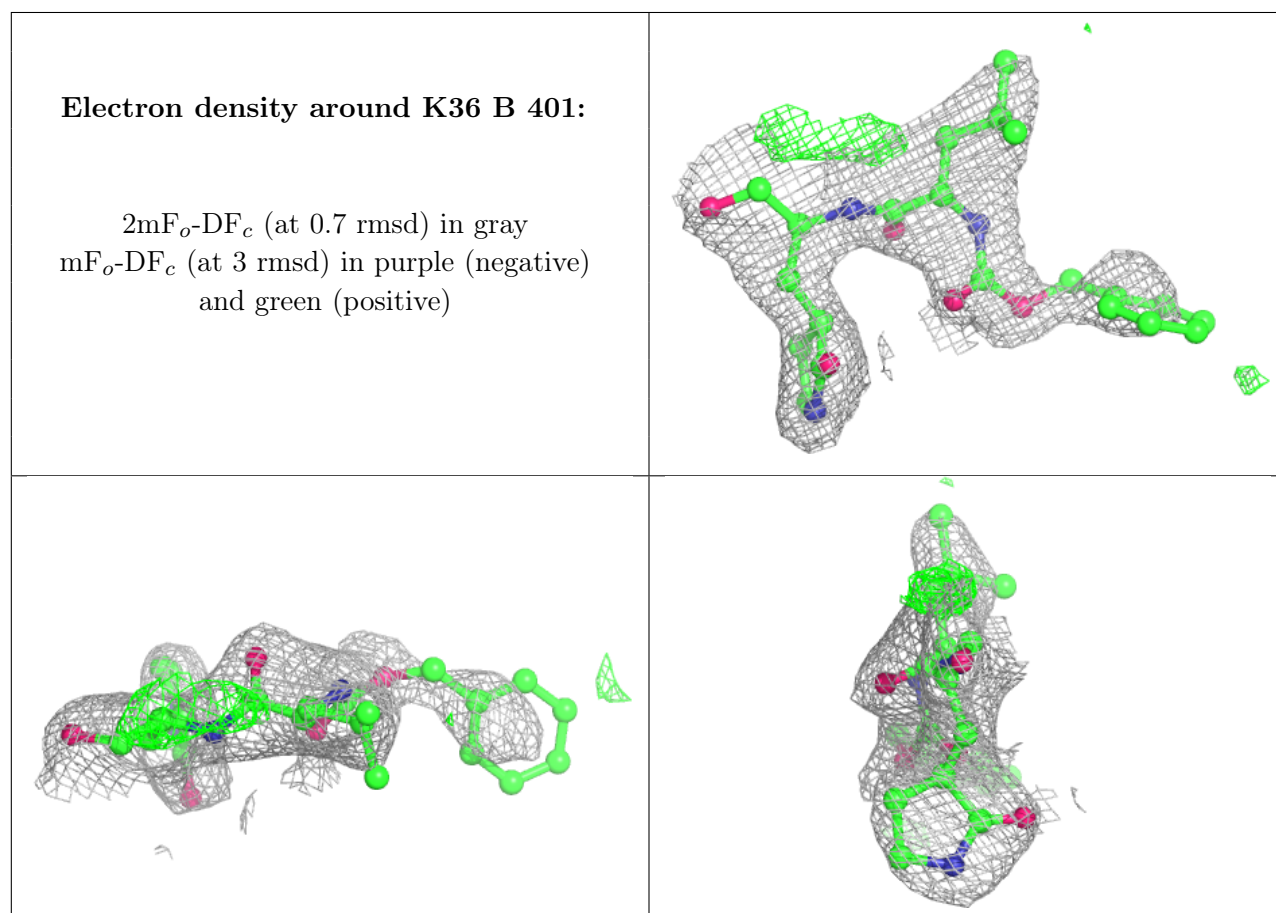 Electron density around K36 B 401:
2mFo-DFc (at 0.7 rmsd) in gray
mFo-DFc (at 3 rmsd) in purple (negative)
and green (positive)